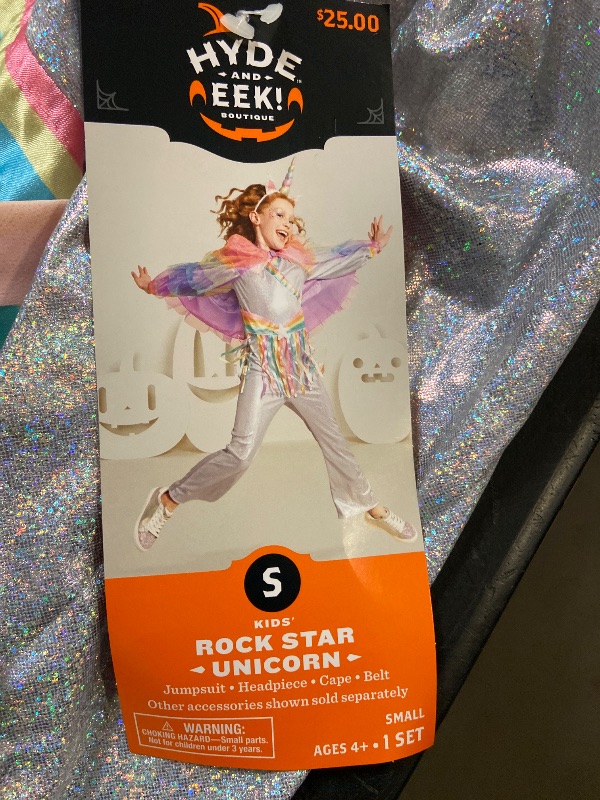 $25.00
HYDE
AND
EEK!
BOUTIQUE
S
KIDS'
ROCK STAR
UNICORN
Jumpsuit • Headpiece • Cape • Belt
Other accessories shown sold separately
WARNING:
CHOKING HAZARD—Small parts.
Not for children under 3 years.
SMALL
AGES 4+ • 1 SET